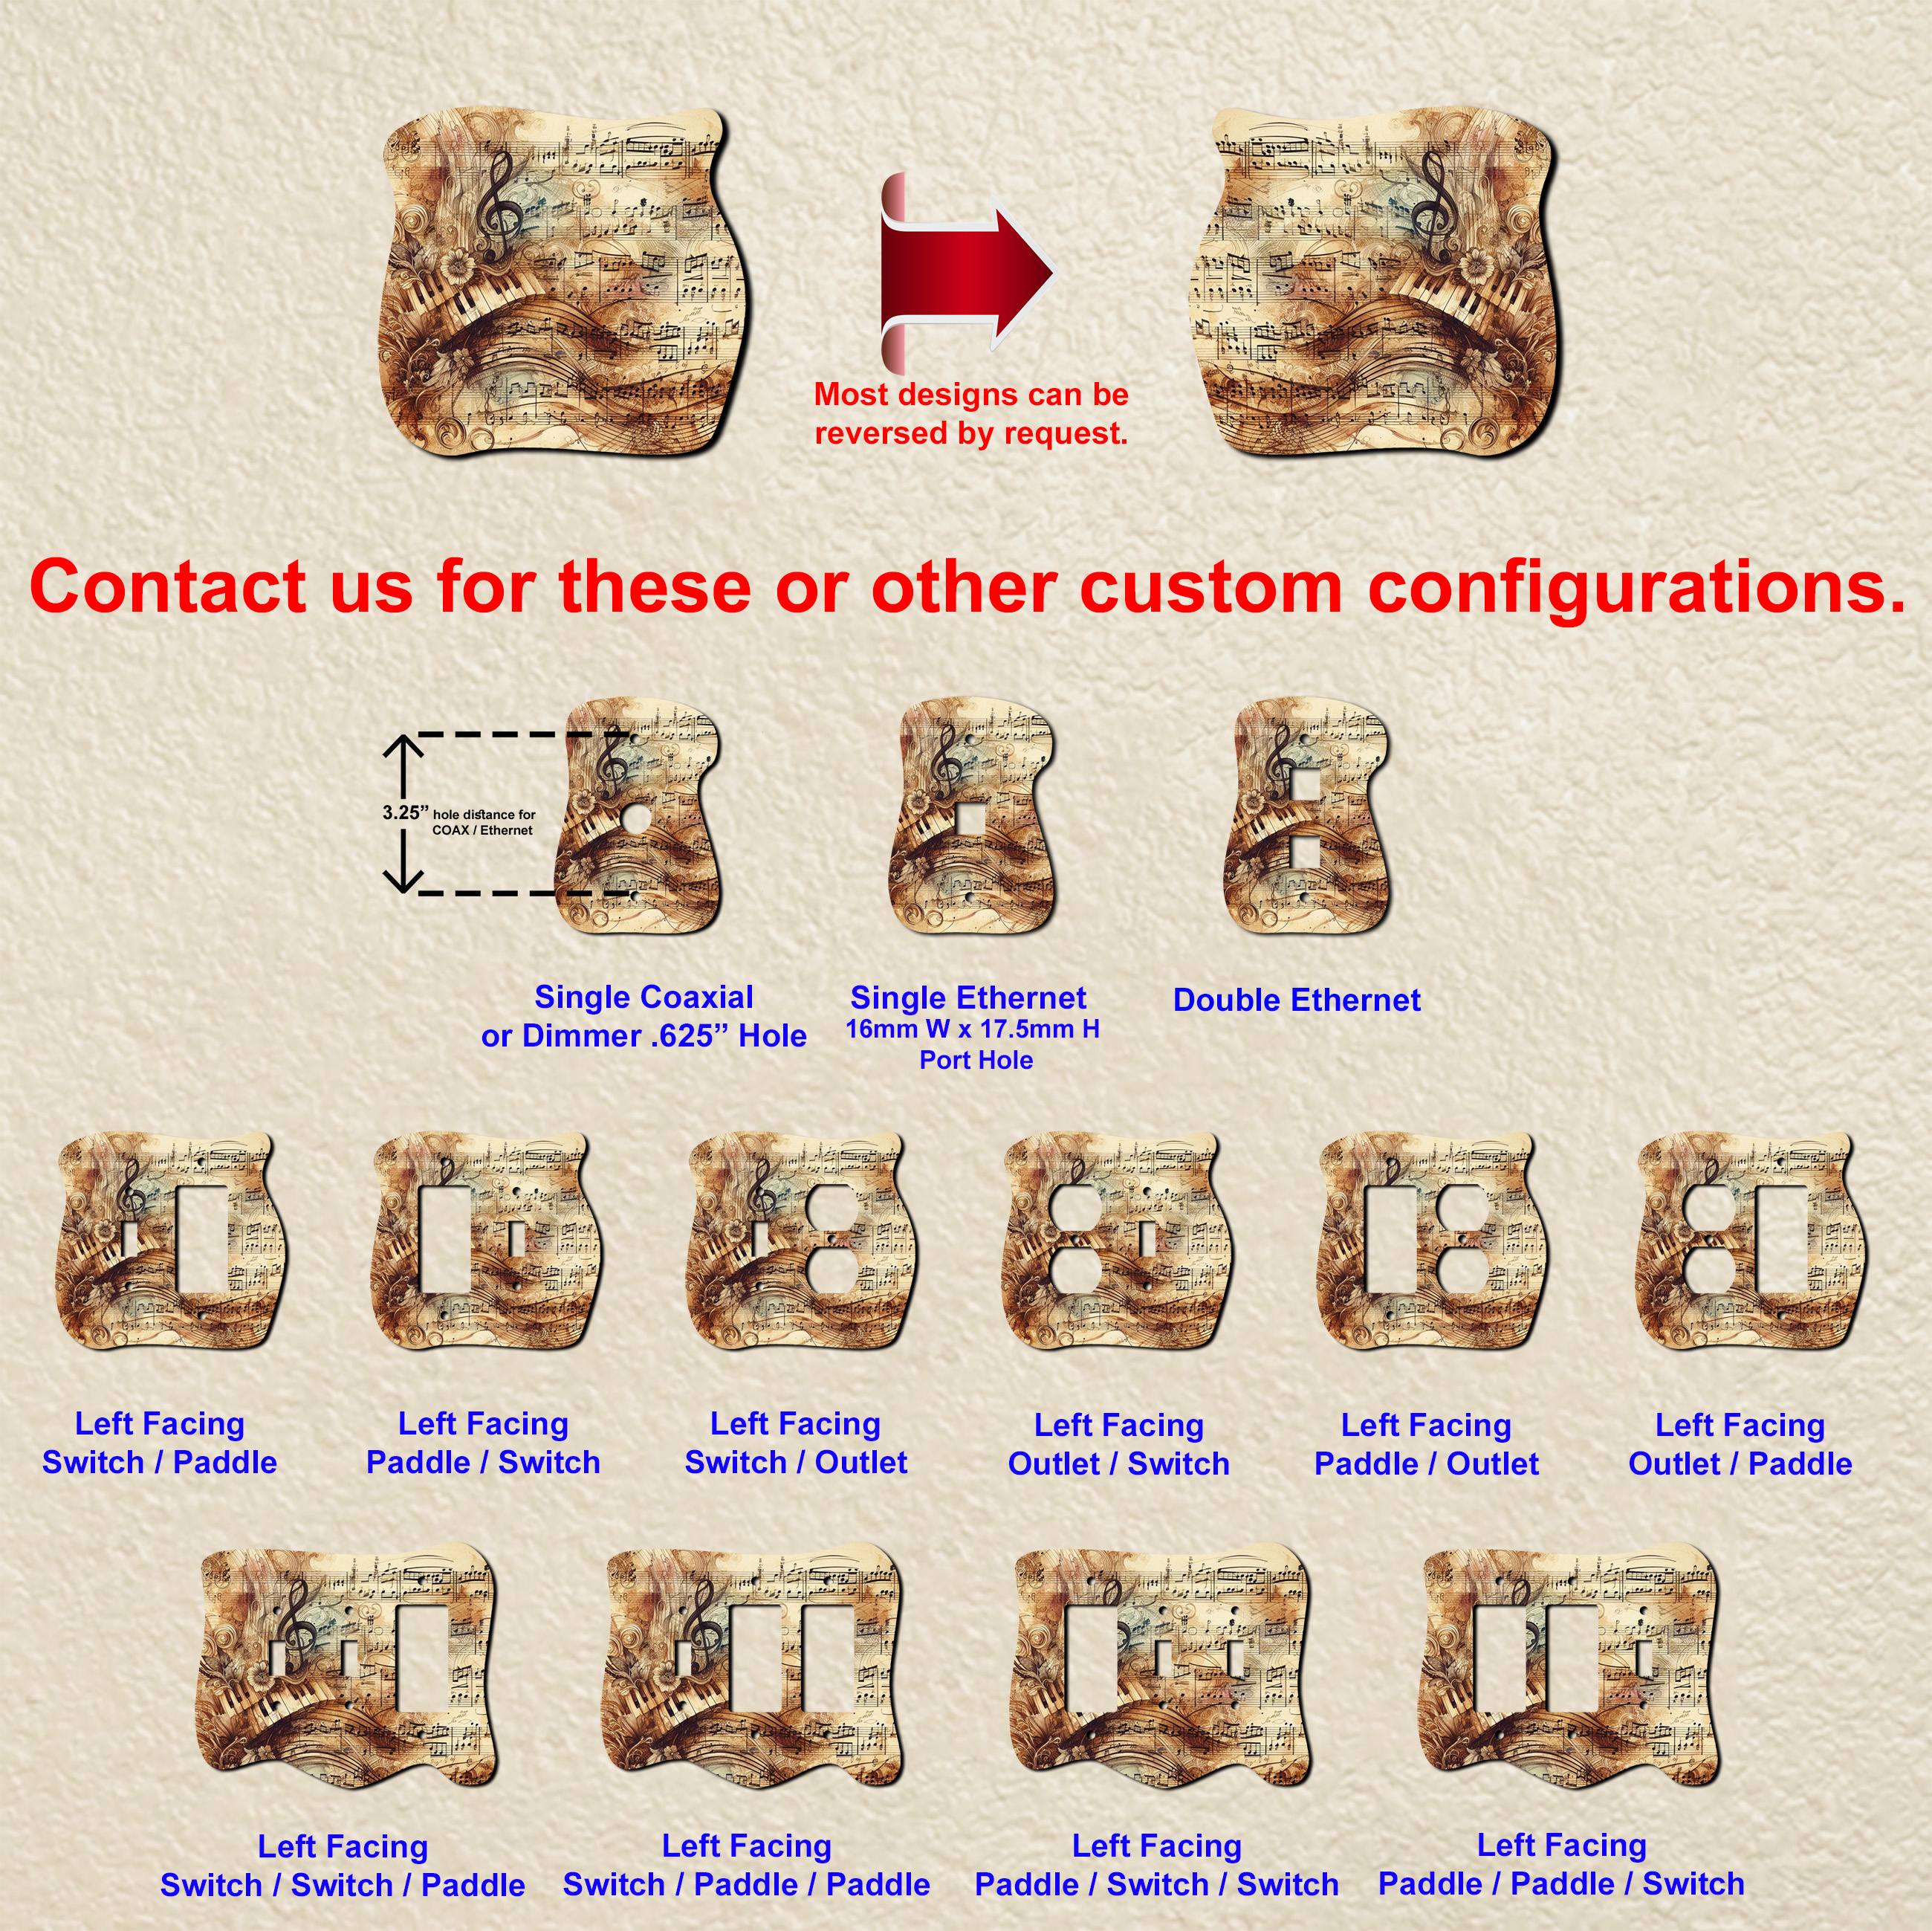 Most designs can be
reversed by request.
Contact us for these or other custom configurations.
3.25” hole distance for
COAX / Ethernet
Single Coaxial
or Dimmer .625” Hole
Single Ethernet
16mm W x 17.5mm H
Port Hole
Double Ethernet
Left Facing
Switch / Paddle
Left Facing
Paddle / Switch
Left Facing
Switch / Outlet
Left Facing
Outlet / Switch
Left Facing
Paddle / Outlet
Left Facing
Outlet / Paddle
Left Facing
Switch / Switch / Paddle
Left Facing
Switch / Paddle / Paddle
Left Facing
Paddle / Switch / Switch
Left Facing
Paddle / Paddle / Switch